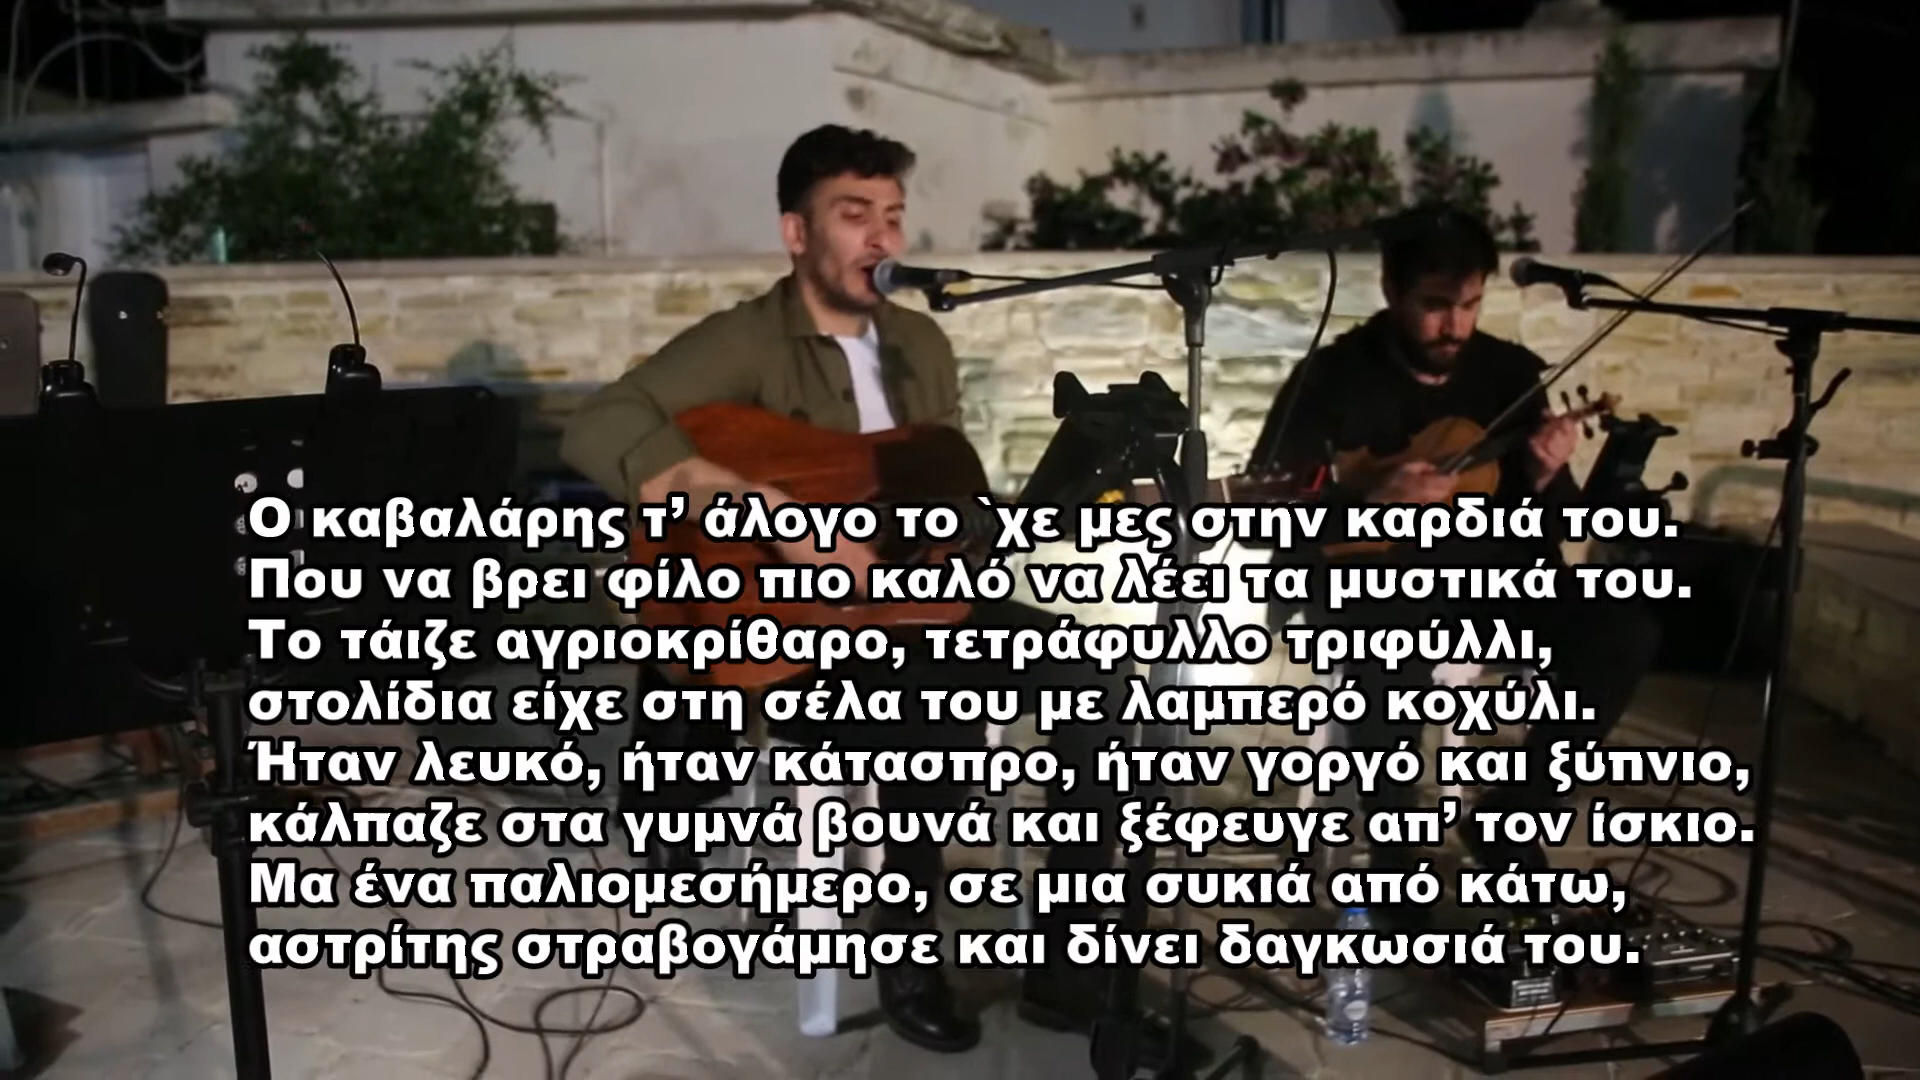 Ο καβαλάρης τ’ άλογο το `χε μες στην καρδιά του.
Που να βρει φίλο πιο καλό να λέει τα μυστικά του.
Το τάιζε αγριοκρίθαρο, τετράφυλλο τριφύλλι,
στολίδια είχε στη σέλα του με λαμπερό κοχύλι.
Ήταν λευκό, ήταν κάτασπρο, ήταν γοργό και ξύπνιο,
κάλπαζε στα γυμνά βουνά και ξέφευγε απ’ τον ίσκιο.
Μα ένα παλιομεσήμερο, σε μια συκιά από κάτω,
αστρίτης στραβογάμησε και δίνει δαγκωσιά του.